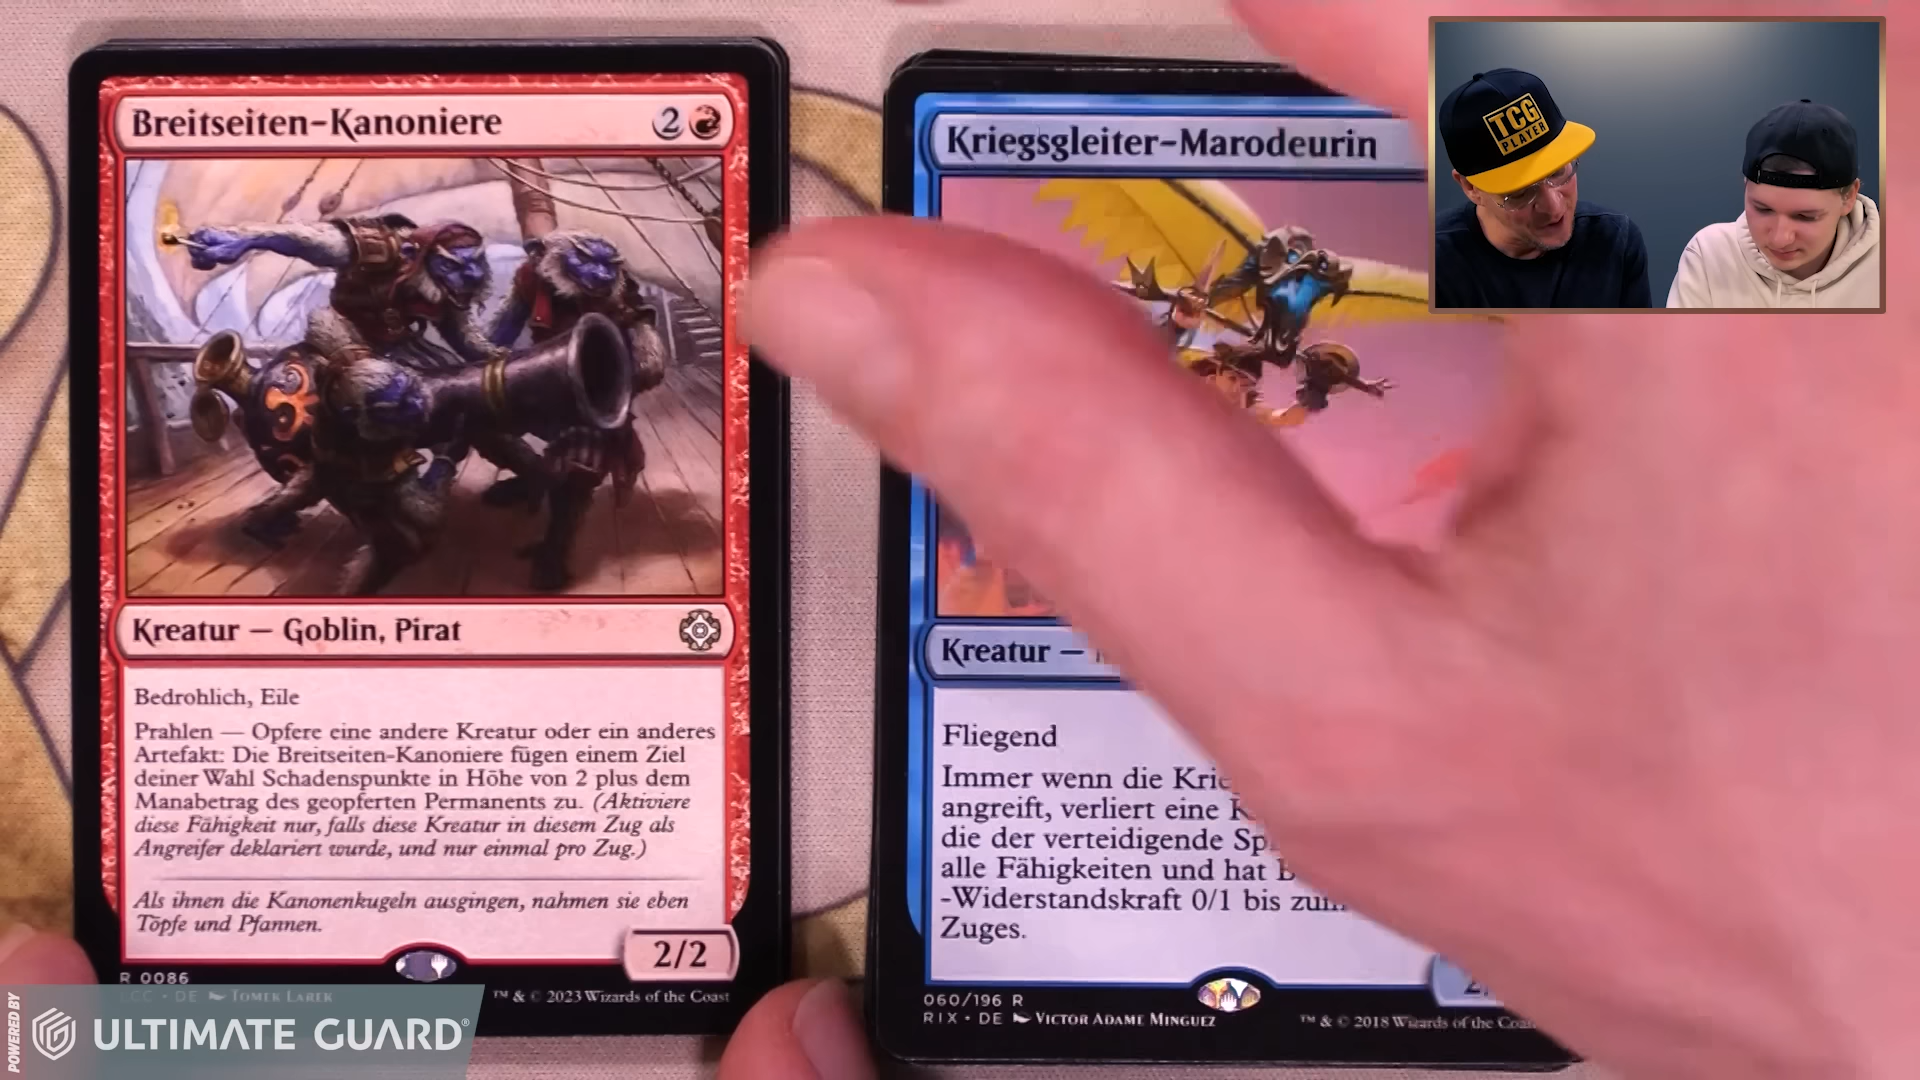 Breitseiten-Kanoniere
2
Kreatur — Goblin, Pirat
Bedrohlich, Eile
Prahlen — Opfere eine andere Kreatur oder ein anderes
Artefakt: Die Breitseiten-Kanoniere fügen einem Ziel
deiner Wahl Schadenspunkte in Höhe von 2 plus dem
Manabetrag des geopferten Permanents zu. (Aktiviere
diese Fähigkeit nur, falls diese Kreatur in diesem Zug als
Angreifer deklariert wurde, und nur einmal pro Zug.)
Als ihnen die Kanonenkugeln ausgingen, nahmen sie eben
Töpfe und Pfannen.
2/2
R 0086
LCC • DE Tomek Larek
™ & © 2023 Wizards of the Coast
Kriegsgleiter-Marodeurin
Kreatur —
Fliegend
Immer wenn die
angreift, verliert eine
die der verteidigende
alle Fähigkeiten und hat
-Widerstandskraft 0/1 bis zum
Zuges.
060/196 R
RIX • DE Victor Adame Minguez
™ & © 2018 Wizards of the
TCG
PLAYER
POWERED BY
ULTIMATE GUARD®